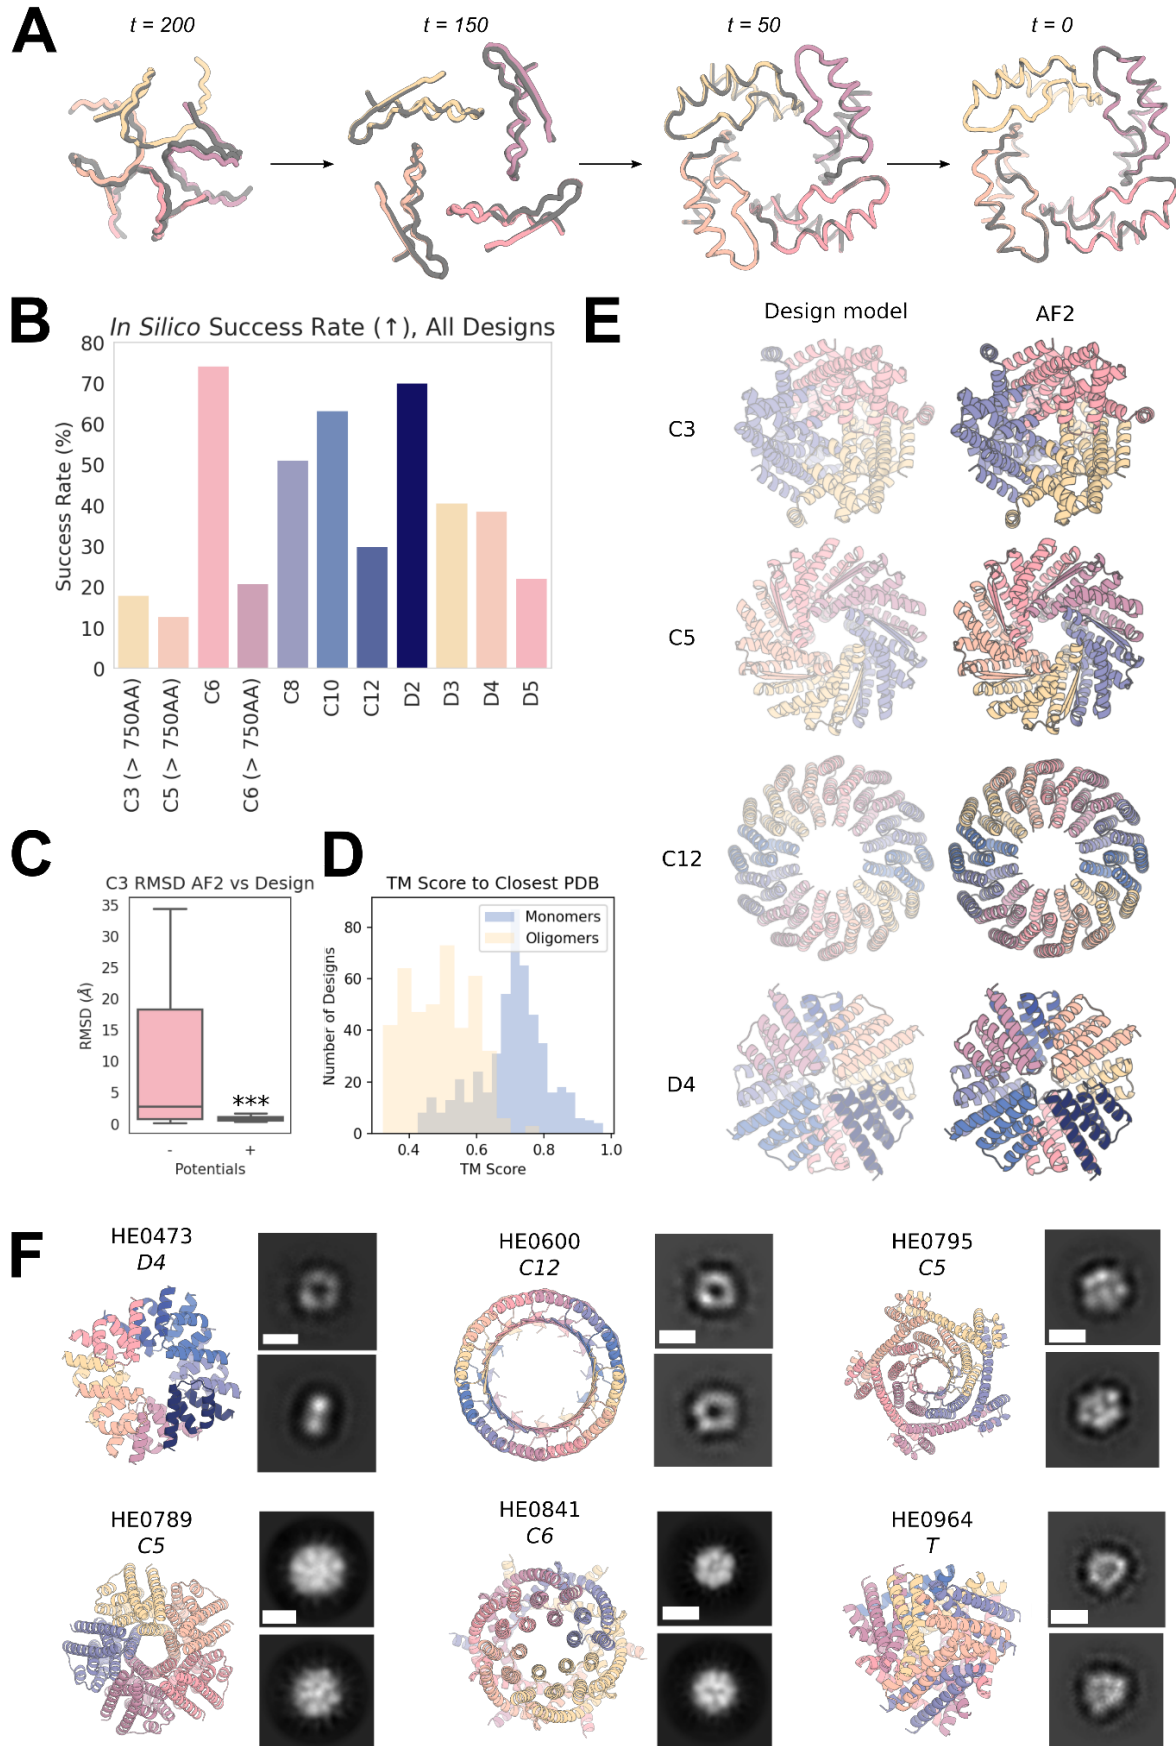 A
t = 200
t = 150
t = 50
t = 0
B
In Silico Success Rate (↑), All Designs
Success Rate (%)
80
70
60
50
40
30
20
10
0
C3 (> 750AA)
C5 (> 750AA)
C6
C6 (> 750AA)
C8
C10
C12
D2
D3
D4
D5
C
C3 RMSD AF2 vs Design
RMSD (Å)
35
30
25
20
15
10
5
0
***
-
+
Potentials
D
TM Score to Closest PDB
Monomers
Oligomers
Number of Designs
80
60
40
20
0
0.4
0.6
0.8
1.0
TM Score
E
Design model
AF2
C3
C5
C12
D4
F
HE0473
D4
HE0600
C12
HE0795
C5
HE0789
C5
HE0841
C6
HE0964
T